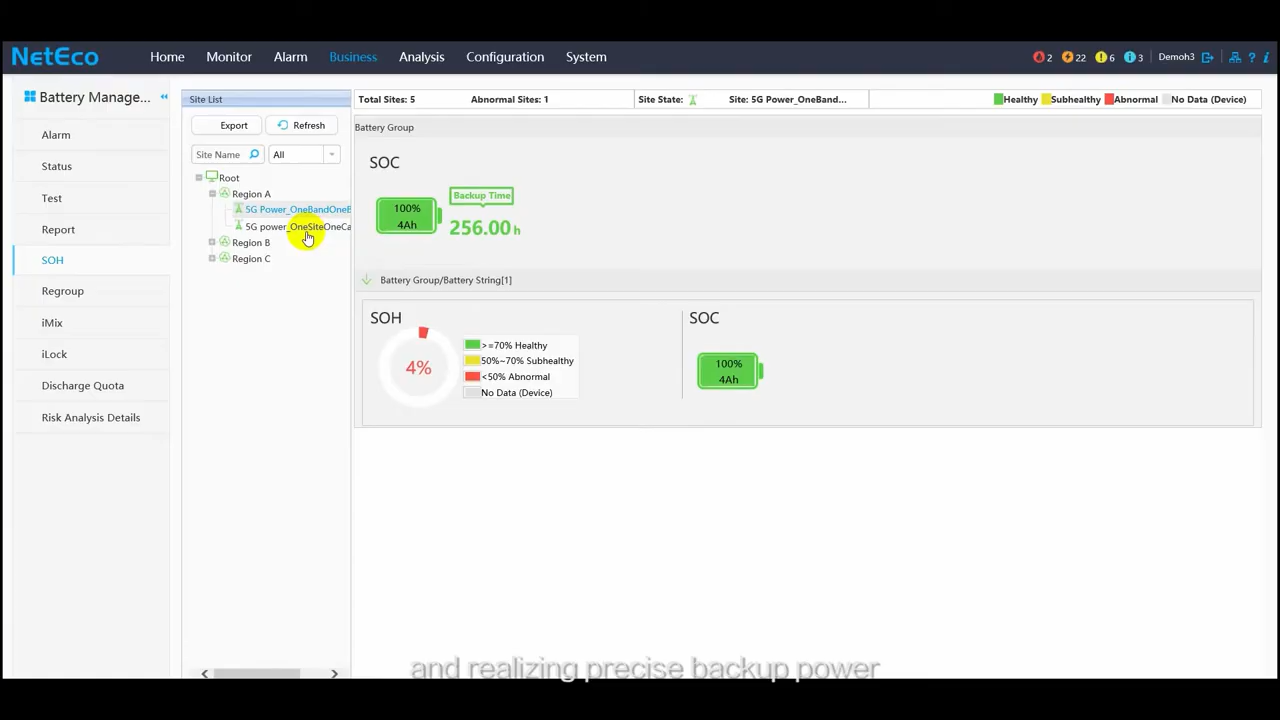 NetEco
Home Monitor Alarm Business Analysis Configuration System
2 22 6 3 Demoh3 ? i
Battery Manage...
Alarm
Status
Test
Report
SOH
Regroup
iMix
iLock
Discharge Quota
Risk Analysis Details
Site List
Export Refresh
Site Name All
Root
Region A
5G Power_OneBandOneB
5G power_OneSiteOneCa
Region B
Region C
Total Sites: 5 Abnormal Sites: 1 Site State: Site: 5G Power_OneBand... Healthy Subhealthy Abnormal No Data (Device)
Battery Group
SOC
100%
4Ah
Backup Time
256.00 h
Battery Group/Battery String[1]
SOH
4%
>=70% Healthy
50%~70% Subhealthy
<50% Abnormal
No Data (Device)
SOC
100%
4Ah
and realizing precise backup power